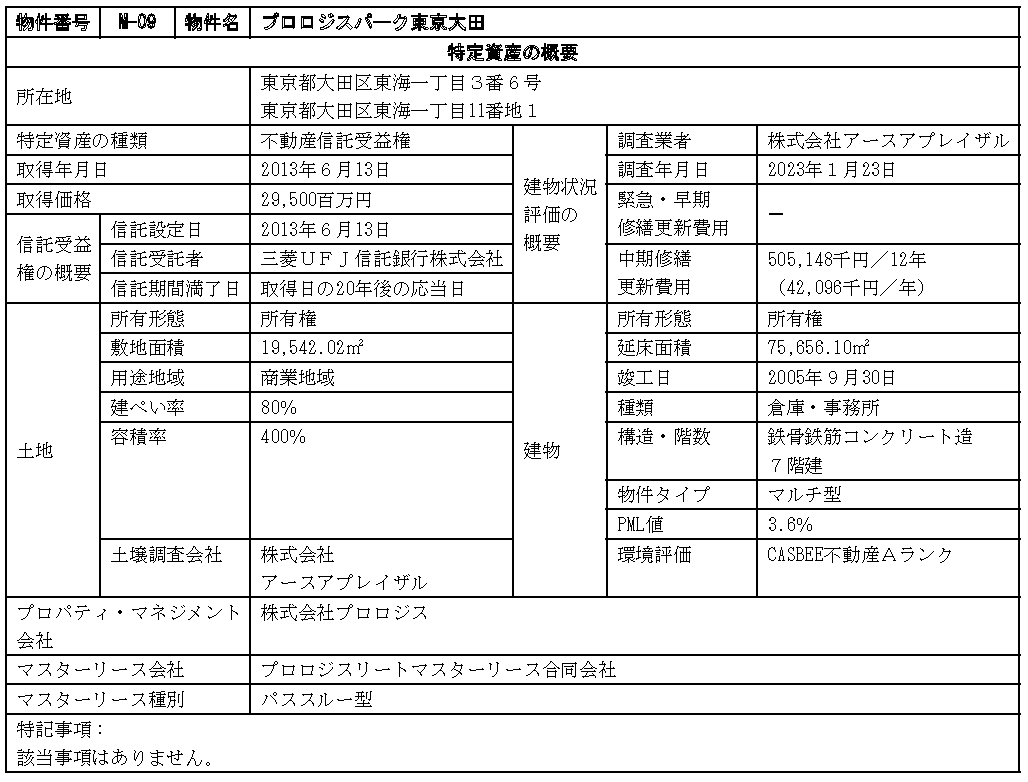 物件番号 M-09 物件名 プロロジスパーク東京大田
特定資産の概要
所在地
東京都大田区東海一丁目３番６号
東京都大田区東海一丁目11番地１
特定資産の種類 不動産信託受益権
取得年月日 2013年６月13日
取得価格 29,500百万円
信託受益
権の概要
信託設定日 2013年６月13日
信託受託者 三菱ＵＦＪ信託銀行株式会社
信託期間満了日 取得日の20年後の応当日
建物状況
評価の
概要
調査業者 株式会社アースアプレイザル
調査年月日 2023年１月23日
緊急・早期
修繕更新費用
－
中期修繕
更新費用
505,148千円／12年
（42,096千円／年）
土地
所有形態 所有権
敷地面積 19,542.02㎡
用途地域 商業地域
建ぺい率 80%
容積率 400%
土壌調査会社 株式会社
アースアプレイザル
建物
所有形態 所有権
延床面積 75,656.10㎡
竣工日 2005年９月30日
種類 倉庫・事務所
構造・階数 鉄骨鉄筋コンクリート造
７階建
物件タイプ マルチ型
PML値 3.6%
環境評価 CASBEE不動産Ａランク
プロパティ・マネジメント
会社
株式会社プロロジス
マスターリース会社 プロロジスリートマスターリース合同会社
マスターリース種別 パススルー型
特記事項：
該当事項はありません。